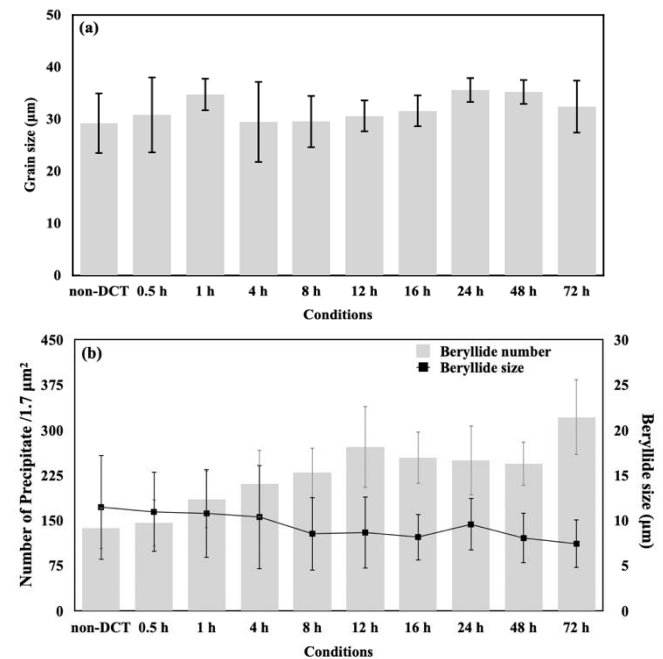 (a)
50
40
30
20
10
0
Grain size (μm)
non-DCT 0.5 h 1 h 4 h 8 h 12 h 16 h 24 h 48 h 72 h
Conditions
(b)
Beryllide number
Beryllide size
450
375
300
225
150
75
0
Number of Precipitate /1.7 μm²
30
25
20
15
10
5
0
Beryllide size (μm)
non-DCT 0.5 h 1 h 4 h 8 h 12 h 16 h 24 h 48 h 72 h
Conditions